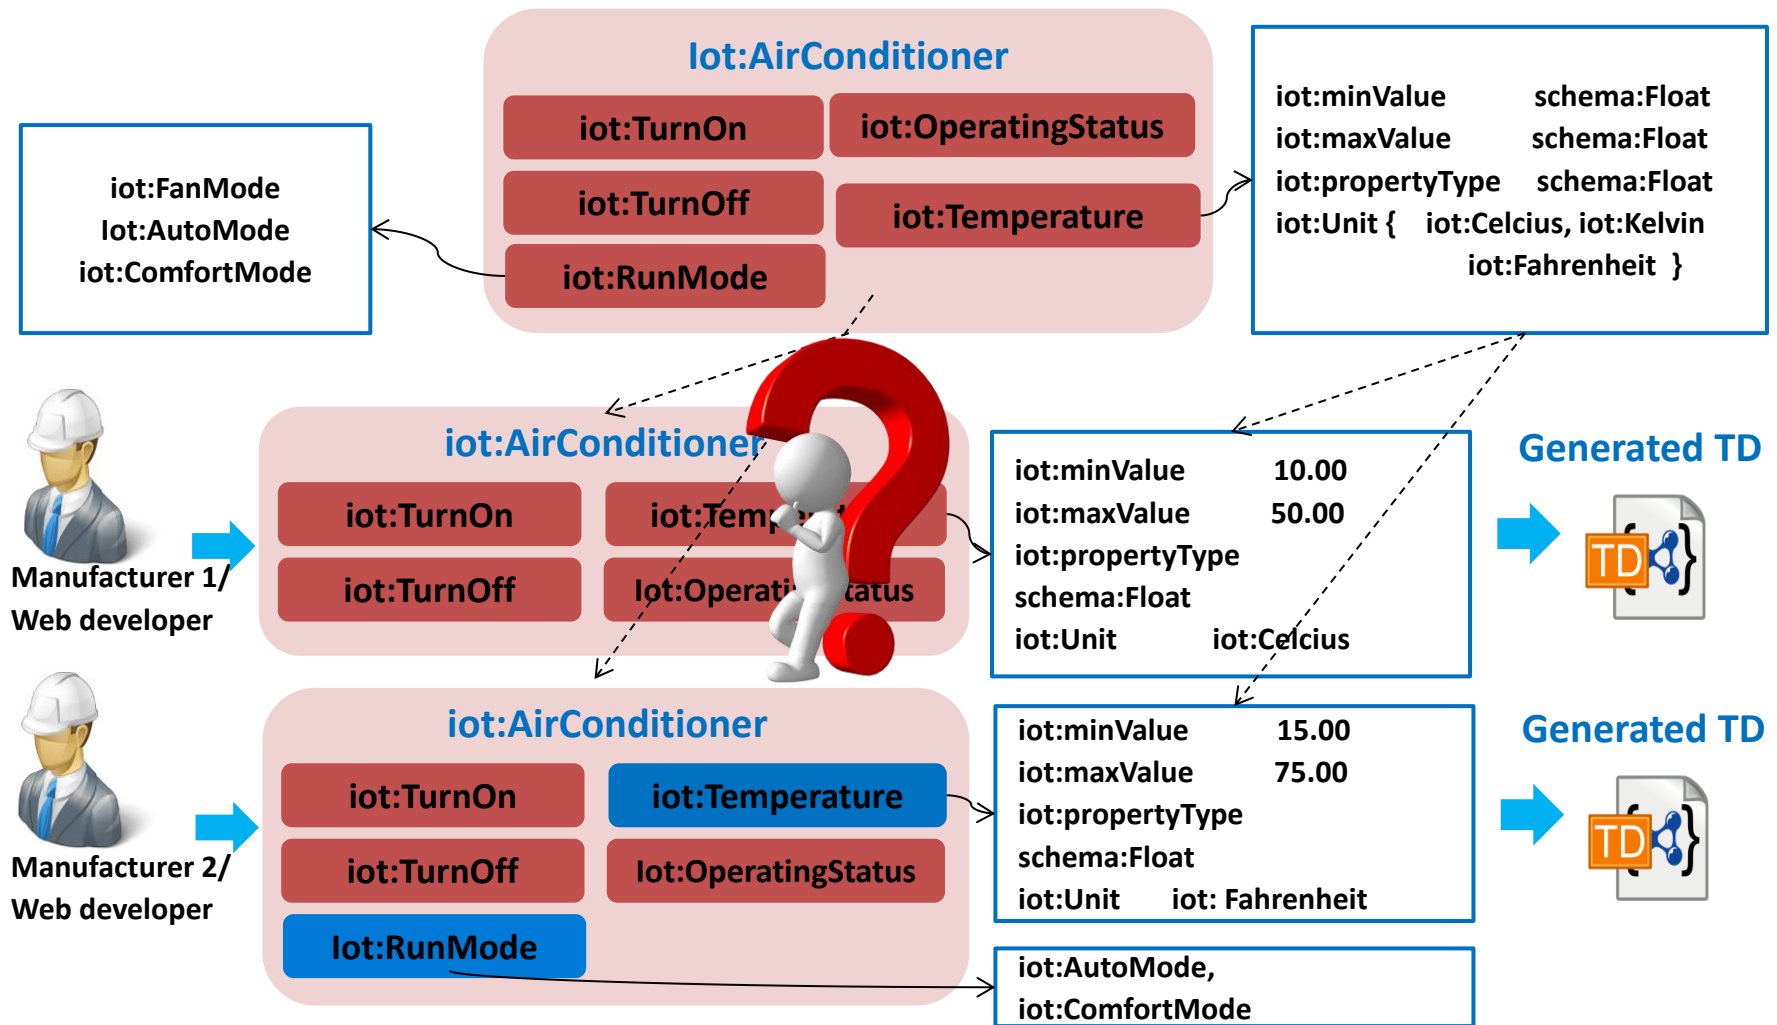 Iot:AirConditioner
iot:TurnOn
iot:OperatingStatus
iot:TurnOff
iot:Temperature
iot:RunMode
iot:FanMode
Iot:AutoMode
iot:ComfortMode
iot:minValue schema:Float
iot:maxValue schema:Float
iot:propertyType schema:Float
iot:Unit { iot:Celcius, iot:Kelvin
iot:Fahrenheit }
Manufacturer 1/
Web developer
iot:AirConditioner
iot:TurnOn
iot:TurnOff
iot:minValue 10.00
iot:maxValue 50.00
iot:propertyType
schema:Float
iot:Unit iot:Celcius
Generated TD
TD
Manufacturer 2/
Web developer
iot:AirConditioner
iot:TurnOn
iot:Temperature
iot:TurnOff
Iot:OperatingStatus
Iot:RunMode
iot:minValue 15.00
iot:maxValue 75.00
iot:propertyType
schema:Float
iot:Unit iot: Fahrenheit
iot:AutoMode,
iot:ComfortMode
Generated TD
TD